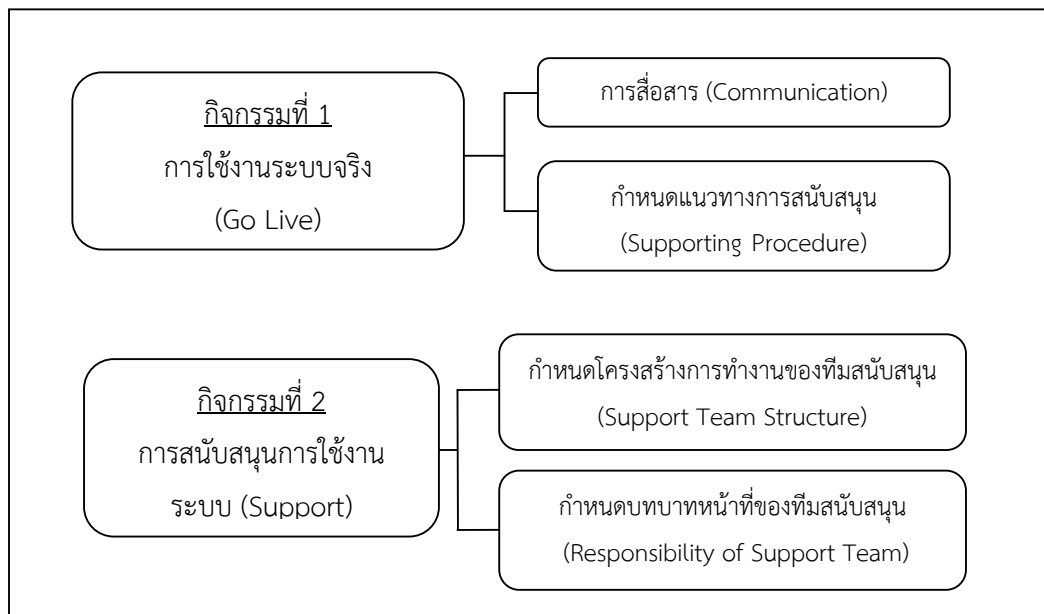 กิจกรรมที่ 1
การใช้งานระบบจริง
(Go Live)
การสื่อสาร (Communication)
กำหนดแนวทางการสนับสนุน
(Supporting Procedure)
กิจกรรมที่ 2
การสนับสนุนการใช้งาน
ระบบ (Support)
กำหนดโครงสร้างการทำงานของทีมสนับสนุน
(Support Team Structure)
กำหนดบทบาทหน้าที่ของทีมสนับสนุน
(Responsibility of Support Team)